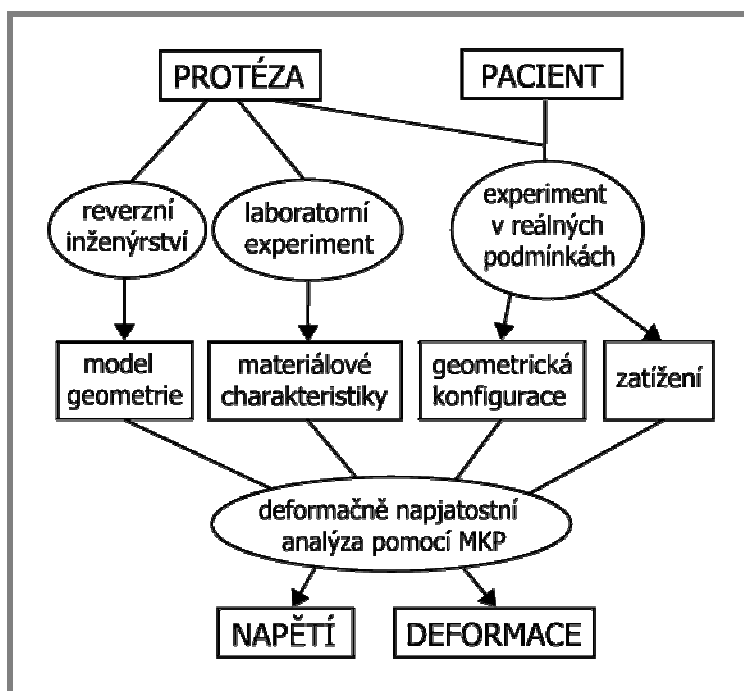 PROTÉZA
PACIENT
reverzní
inženýrství
laboratorní
experiment
experiment
v reálných
podmínkách
model
geometrie
materiálové
charakteristiky
geometrická
konfigurace
zatížení
deformačně napjatostní
analýza pomocí MKP
NAPĚTÍ
DEFORMACE